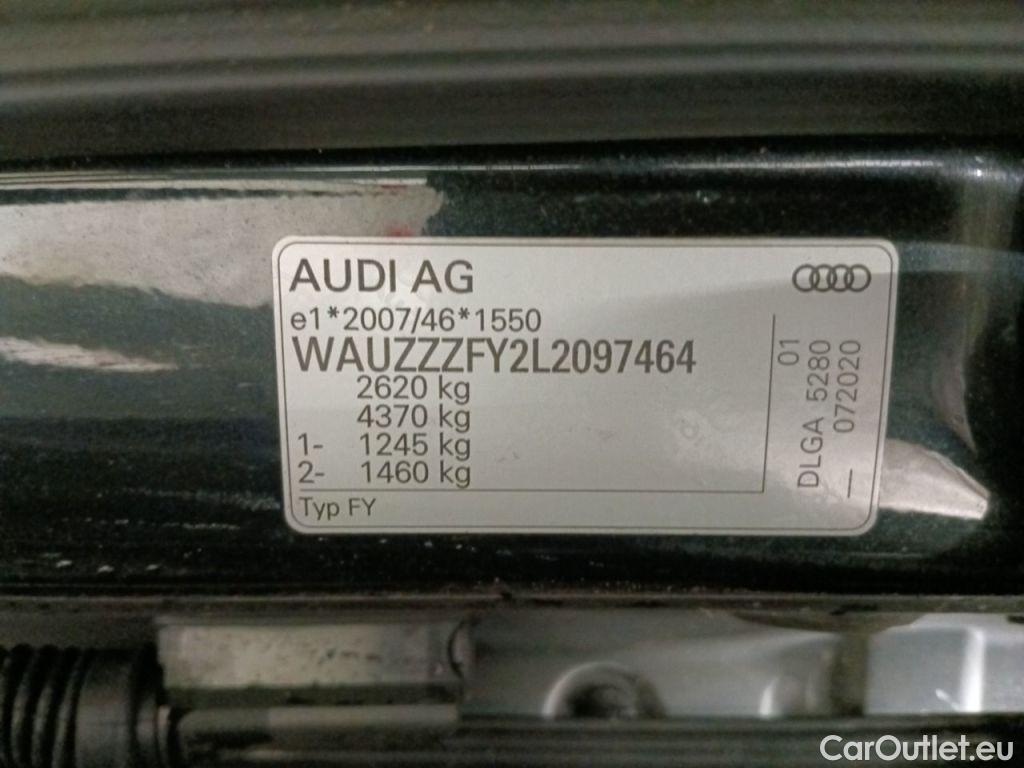 AUDI AG
e1*2007/46*1550
WAUZZZFY2L2097464
2620 kg
4370 kg
1- 1245 kg
2- 1460 kg
Typ FY
01
DLGA 5280
— 072020
CarOutlet.eu